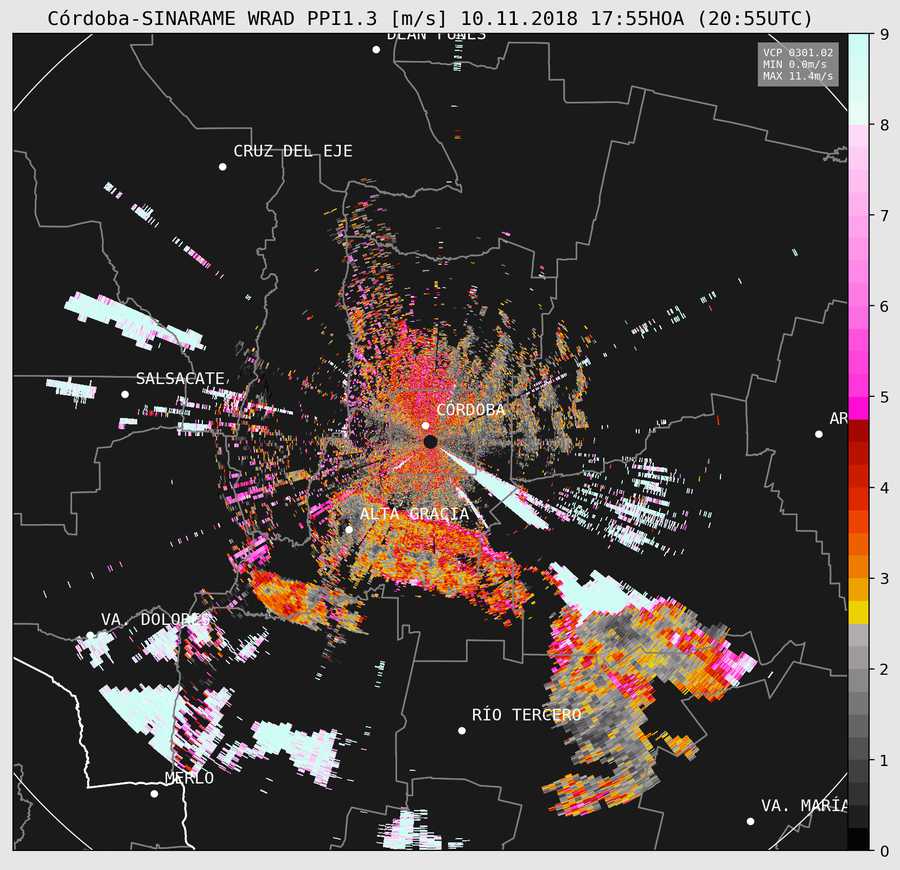 Córdoba-SINARAME WRAD PPI1.3 [m/s] 10.11.2018 17:55HOA (20:55UTC)
DEAN FUNES
VCP 0301.02
MIN 0.0m/s
MAX 11.4m/s
CRUZ DEL EJE
SALSACATE
CÓRDOBA
AR
ALTA GRACIA
VA. DOLORES
RÍO TERCERO
MERLO
VA. MARÍA
9
8
7
6
5
4
3
2
1
0